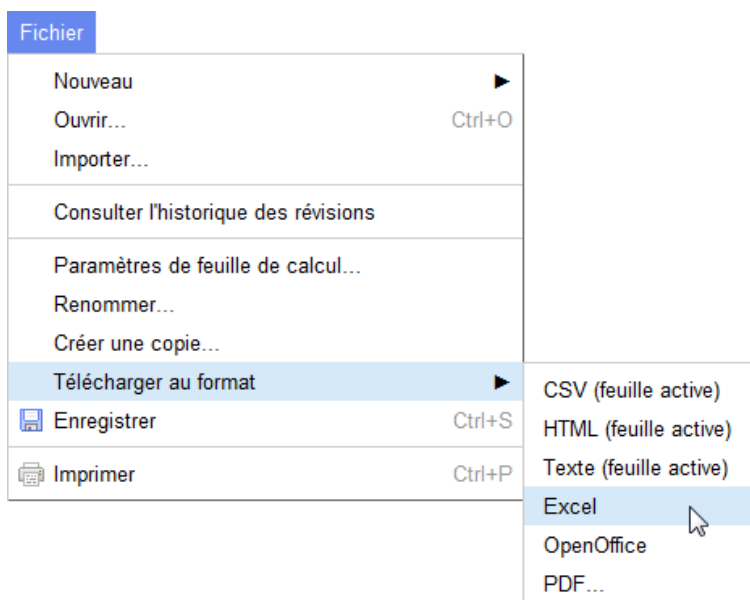 Fichier
Nouveau
Ouvrir... Ctrl+O
Importer...
Consulter l'historique des révisions
Paramètres de feuille de calcul...
Renommer...
Créer une copie...
Télécharger au format
Enregistrer Ctrl+S
Imprimer Ctrl+P
CSV (feuille active)
HTML (feuille active)
Texte (feuille active)
Excel
OpenOffice
PDF...